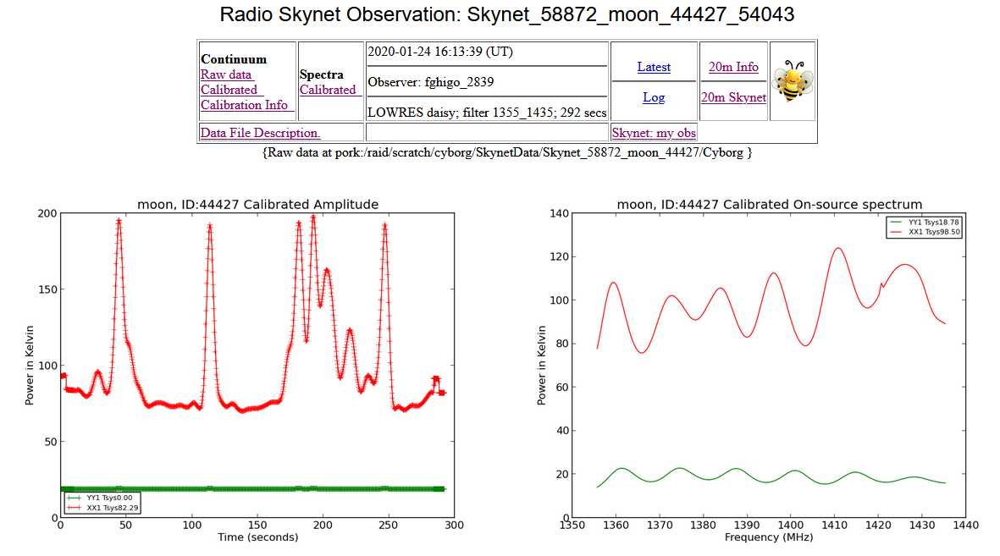 Radio Skynet Observation: Skynet_58872_moon_44427_54043
Continuum
Raw data
Calibrated
Calibration Info
Spectra
Calibrated
2020-01-24 16:13:39 (UT)
Observer: fghigo_2839
LOWRES daisy; filter 1355_1435; 292 secs
Latest
Log
20m Info
20m Skynet
Data File Description.
Skynet: my obs
{Raw data at pork:/raid/scratch/cyborg/SkynetData/Skynet_58872_moon_44427/Cyborg }
moon, ID:44427 Calibrated Amplitude
200
150
100
50
0
Power in Kelvin
YY1 Tsys0.00
XX1 Tsys82.29
0 50 100 150 200 250 300
Time (seconds)
moon, ID:44427 Calibrated On-source spectrum
140
120
100
80
60
40
20
0
Power in Kelvin
YY1 Tsys18.78
XX1 Tsys98.50
1350 1360 1370 1380 1390 1400 1410 1420 1430 1440
Frequency (MHz)